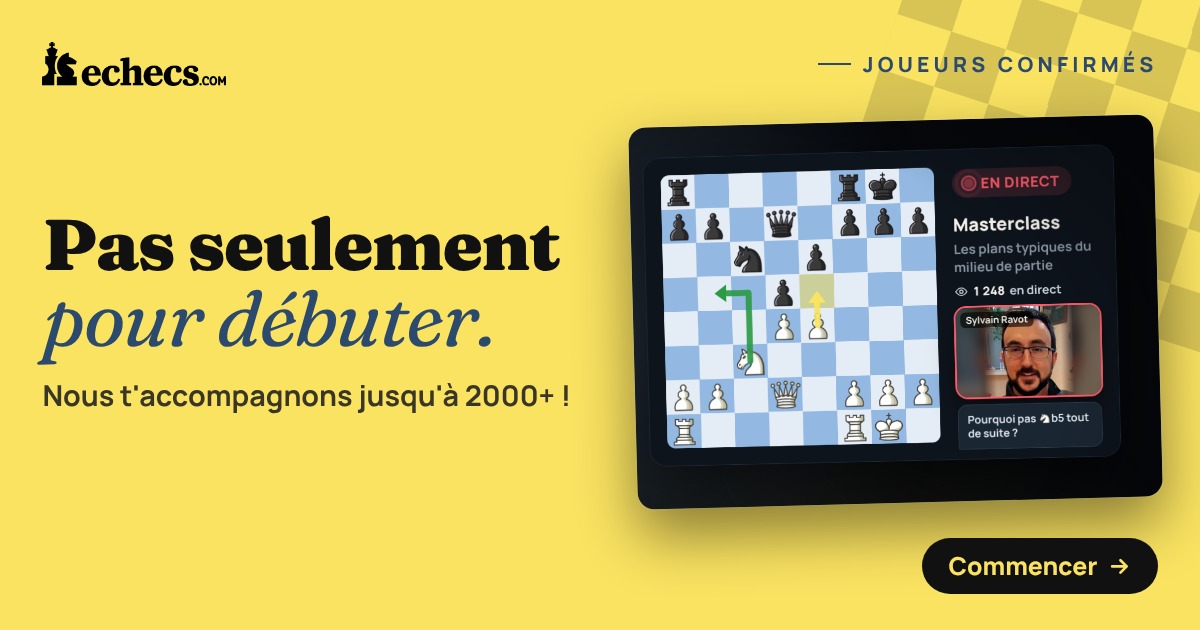 echecs.COM
JOUEURS CONFIRMÉS
Pas seulement
pour débuter.
Nous t'accompagnons jusqu'à 2000+ !
EN DIRECT
Masterclass
Les plans typiques du
milieu de partie
1 248 en direct
Sylvain Ravot
Pourquoi pas ♞b5 tout
de suite ?
Commencer →